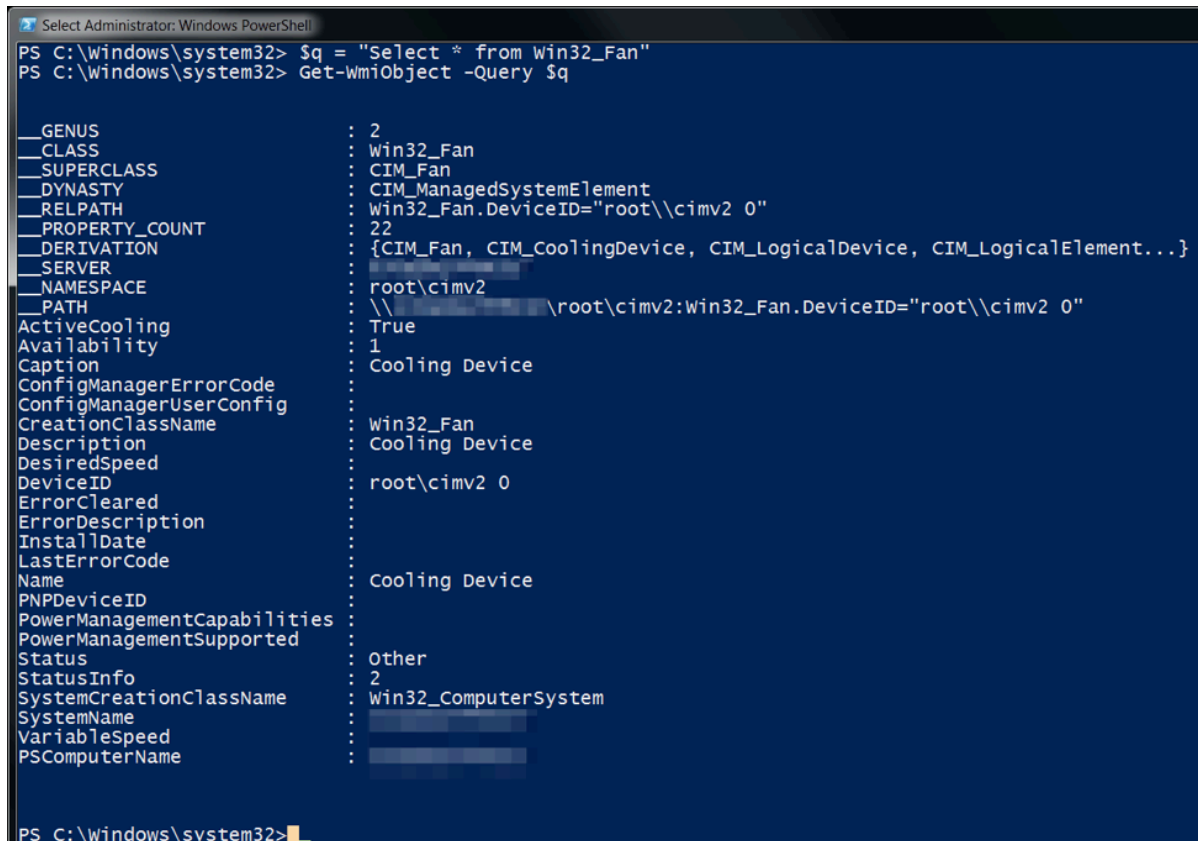 Select Administrator: Windows PowerShell
PS C:\Windows\system32> $q = "Select * from Win32_Fan"
PS C:\Windows\system32> Get-WmiObject -Query $q
__GENUS : 2
__CLASS : Win32_Fan
__SUPERCLASS : CIM_Fan
__DYNASTY : CIM_ManagedSystemElement
__RELPATH : Win32_Fan.DeviceID="root\\cimv2 0"
__PROPERTY_COUNT : 22
__DERIVATION : {CIM_Fan, CIM_CoolingDevice, CIM_LogicalDevice, CIM_LogicalElement...}
__SERVER :
__NAMESPACE : root\cimv2
__PATH : \\ \root\cimv2:Win32_Fan.DeviceID="root\\cimv2 0"
ActiveCooling : True
Availability : 1
Caption : Cooling Device
ConfigManagerErrorCode :
ConfigManagerUserConfig :
CreationClassName : Win32_Fan
Description : Cooling Device
DesiredSpeed :
DeviceID : root\cimv2 0
ErrorCleared :
ErrorDescription :
InstallDate :
LastErrorCode :
Name : Cooling Device
PNPDeviceID :
PowerManagementCapabilities :
PowerManagementSupported :
Status : Other
StatusInfo : 2
SystemCreationClassName : Win32_ComputerSystem
SystemName :
VariableSpeed :
PSComputerName :
PS C:\Windows\system32>